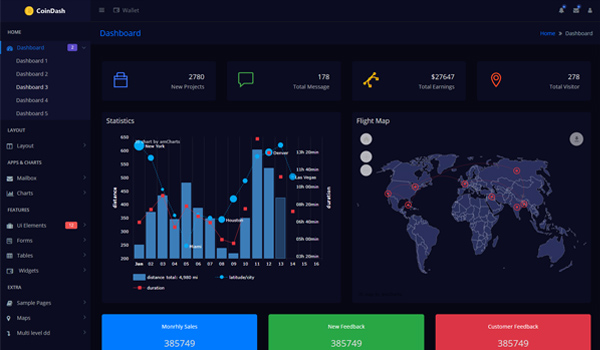 CoinDash
Wallet
HOME
Dashboard 2
Dashboard 1
Dashboard 2
Dashboard 3
Dashboard 4
Dashboard 5
LAYOUT
Layout
APPS & CHARTS
Mailbox
Charts
FEATURES
UI Elements
Forms
Tables
Widgets
EXTRA
Sample Pages
Maps
Multi level dd
Dashboard
Home > Dashboard
2780
New Projects
178
Total Message
$27647
Total Earnings
278
Total Visitor
Statistics
chart by amCharts
650
600
550
500
450
400
350
300
250
200
distance
New York
Miami
Houston
Denver
Las Vegas
13h 20min
11h 40min
10h 00min
08h 20min
06h 40min
05h 00min
03h 20min
duration
Jan 02 03 04 05 06 07 08 09 10 11 12 13 14 15 16
distance total: 4,980 mi
latitude/city
duration
Flight Map
Monthly Sales
385749
New Feedback
385749
Customer Feedback
385749